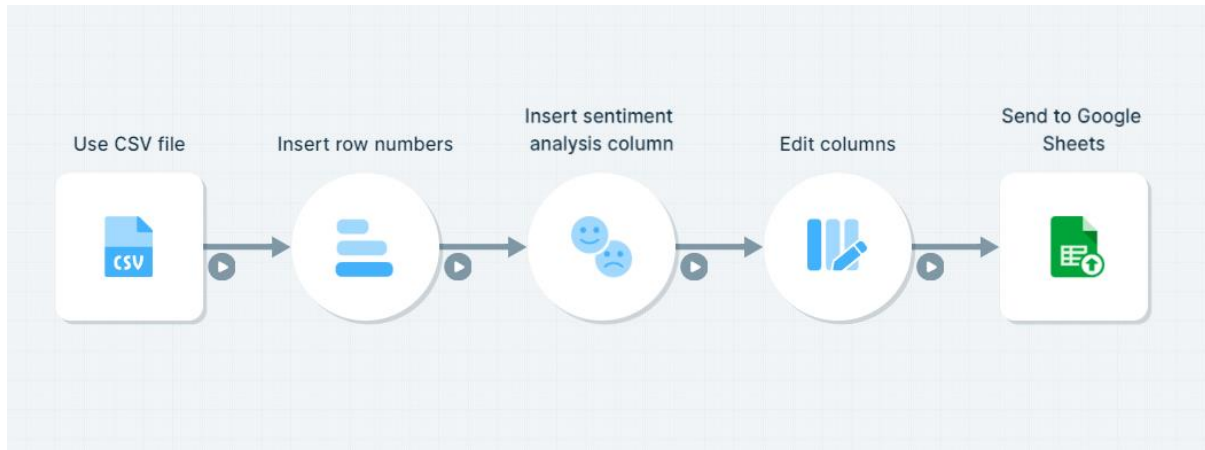 Use CSV file
Insert row numbers
Insert sentiment
analysis column
Edit columns
Send to Google
Sheets
CSV